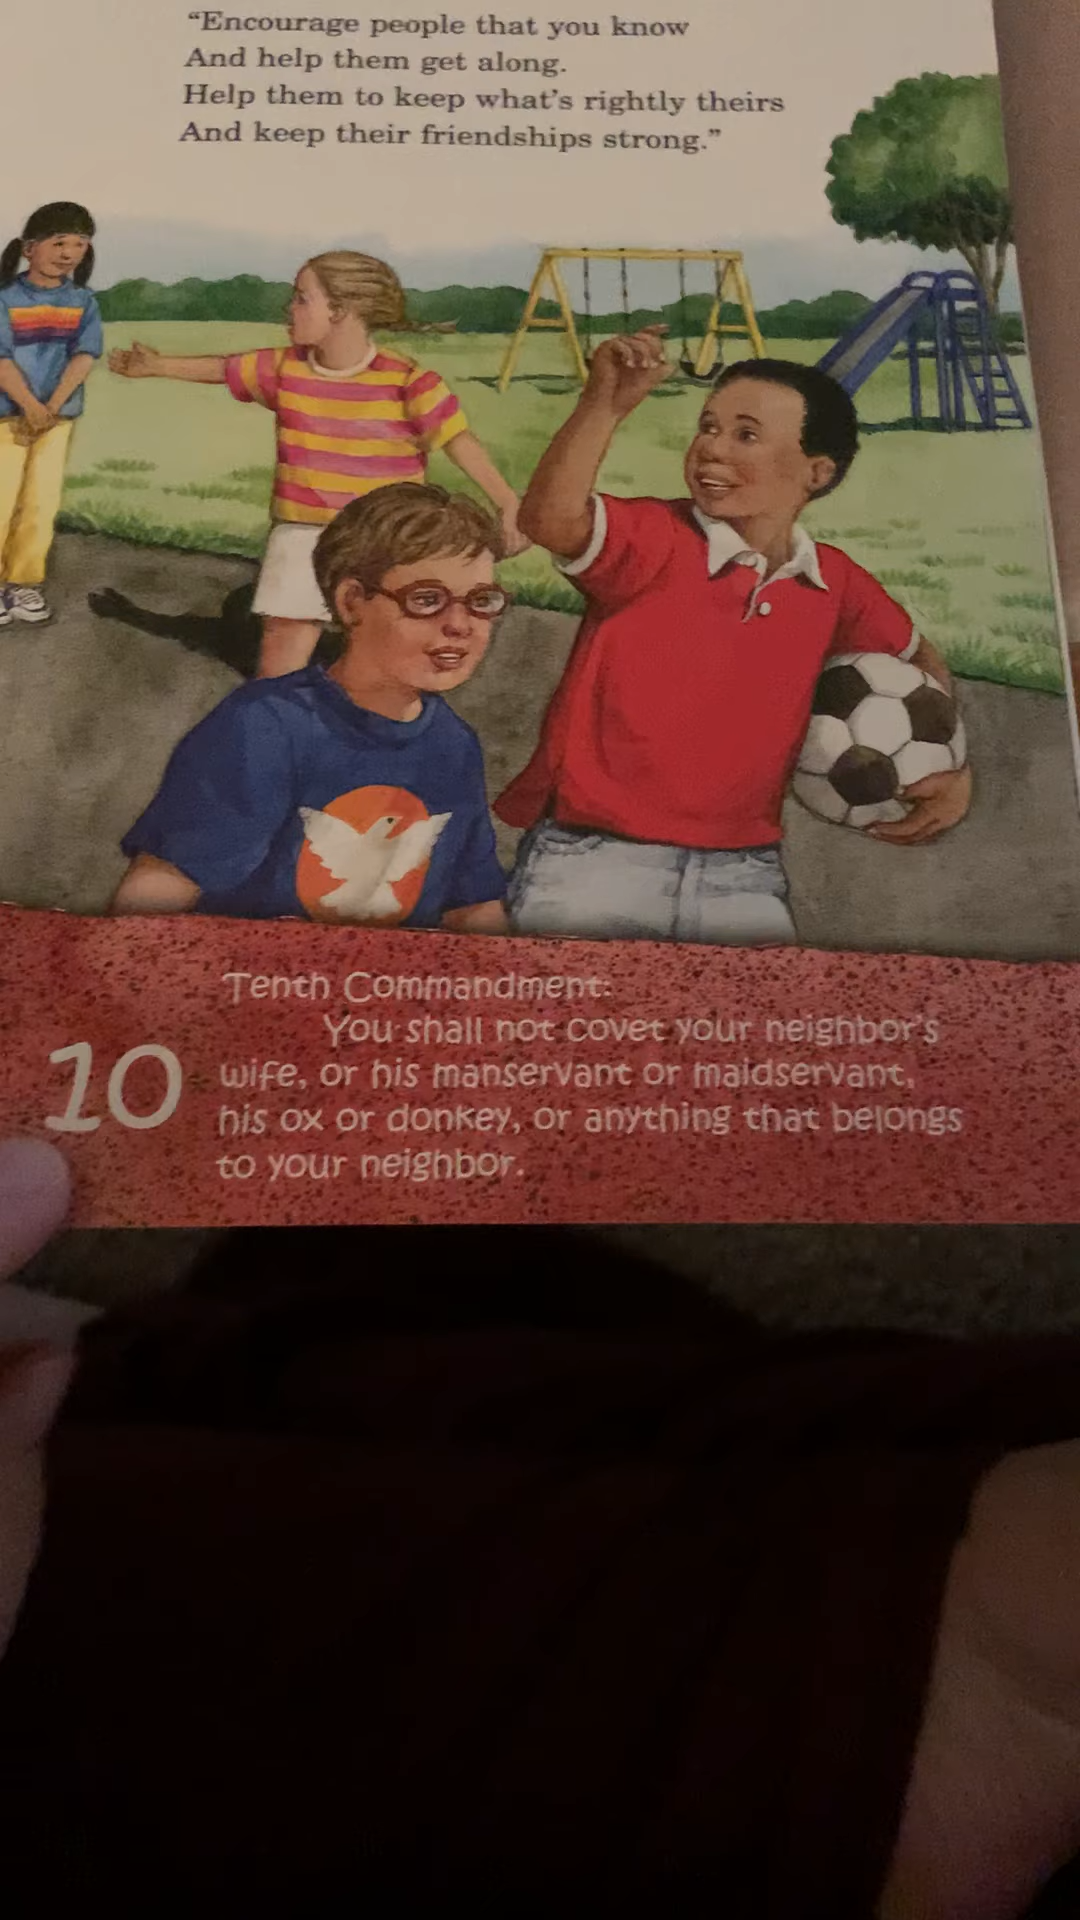 “Encourage people that you know
And help them get along.
Help them to keep what’s rightly theirs
And keep their friendships strong.”
Tenth Commandment:
You shall not covet your neighbor’s
10 wife, or his manservant or maidservant,
his ox or donkey, or anything that belongs
to your neighbor.